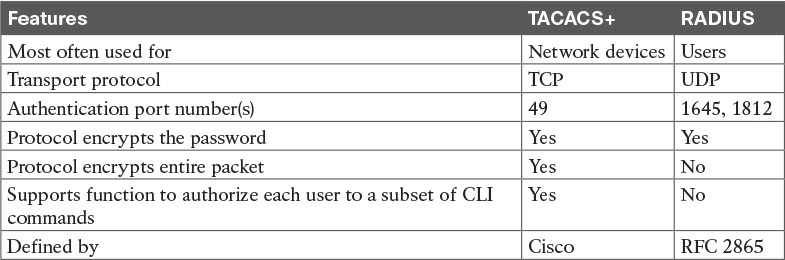 Features TACACS+ RADIUS
Most often used for Network devices Users
Transport protocol TCP UDP
Authentication port number(s) 49 1645, 1812
Protocol encrypts the password Yes Yes
Protocol encrypts entire packet Yes No
Supports function to authorize each user to a subset of CLI Yes No
commands
Defined by Cisco RFC 2865